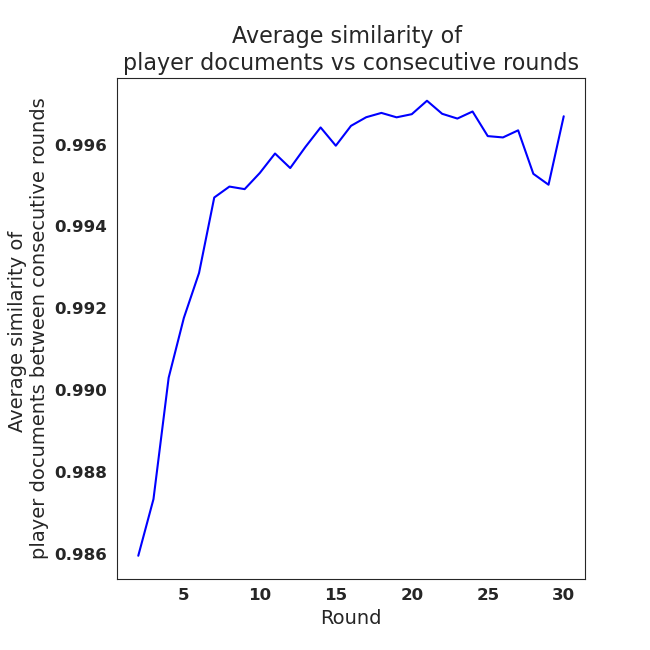 Average similarity of
player documents vs consecutive rounds
Average similarity of
player documents between consecutive rounds
0.996
0.994
0.992
0.990
0.988
0.986
5 10 15 20 25 30
Round